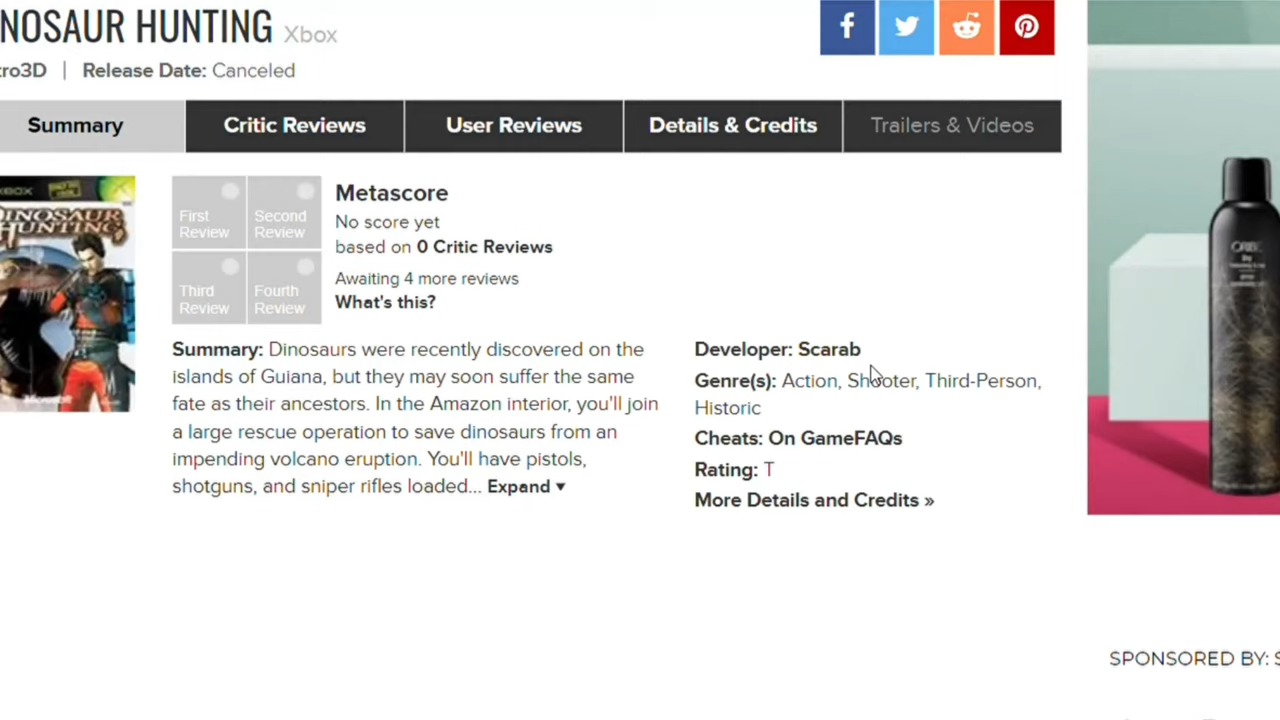 NOSAUR HUNTING Xbox
tro3D | Release Date: Canceled
Summary Critic Reviews User Reviews Details & Credits Trailers & Videos
XBOX
DINOSAUR
HUNTING
Microsoft
First
Review
Second
Review
Third
Review
Fourth
Review
Metascore
No score yet
based on 0 Critic Reviews
Awaiting 4 more reviews
What's this?
Summary: Dinosaurs were recently discovered on the
islands of Guiana, but they may soon suffer the same
fate as their ancestors. In the Amazon interior, you'll join
a large rescue operation to save dinosaurs from an
impending volcano eruption. You'll have pistols,
shotguns, and sniper rifles loaded... Expand ▼
Developer: Scarab
Genre(s): Action, Shooter, Third-Person,
Historic
Cheats: On GameFAQs
Rating: T
More Details and Credits »
ORIBE
SPONSORED BY: S